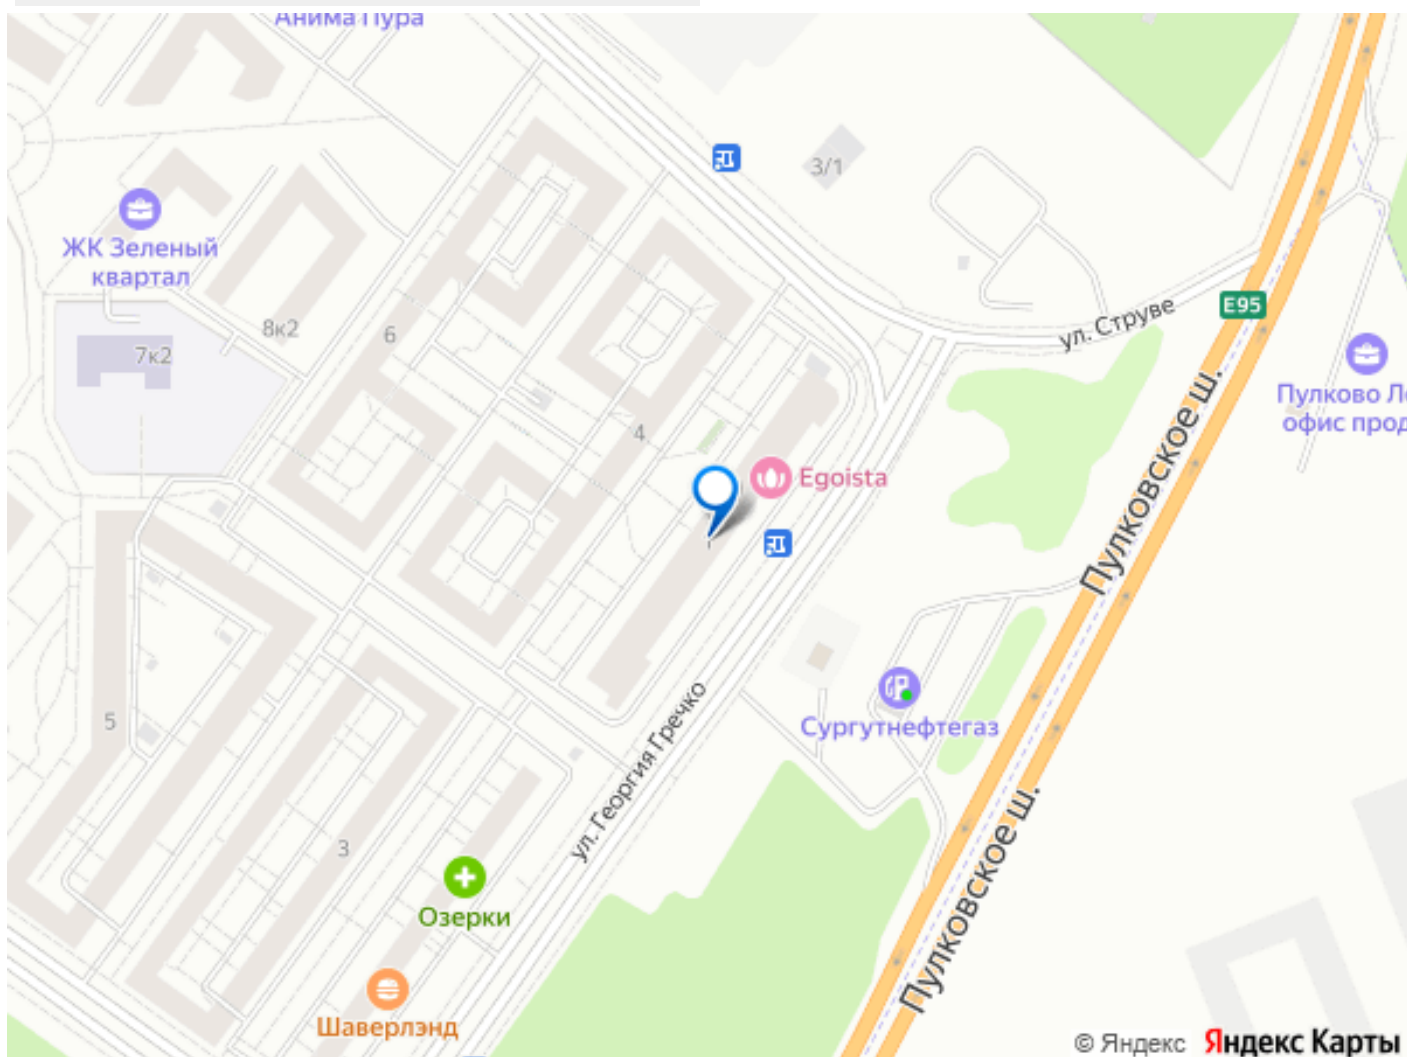 Анима Пура
3/1
ЖК Зеленый
квартал
8к2
6
7к2
ул. Струве
E95
Пулково Ле
офис прод
Пулковское ш.
4
Egoista
5
ул. Георгия Гречко
Сургутнефтегаз
3
Пулковское ш.
Озерки
Шаверлэнд
© Яндекс Яндекс Карты